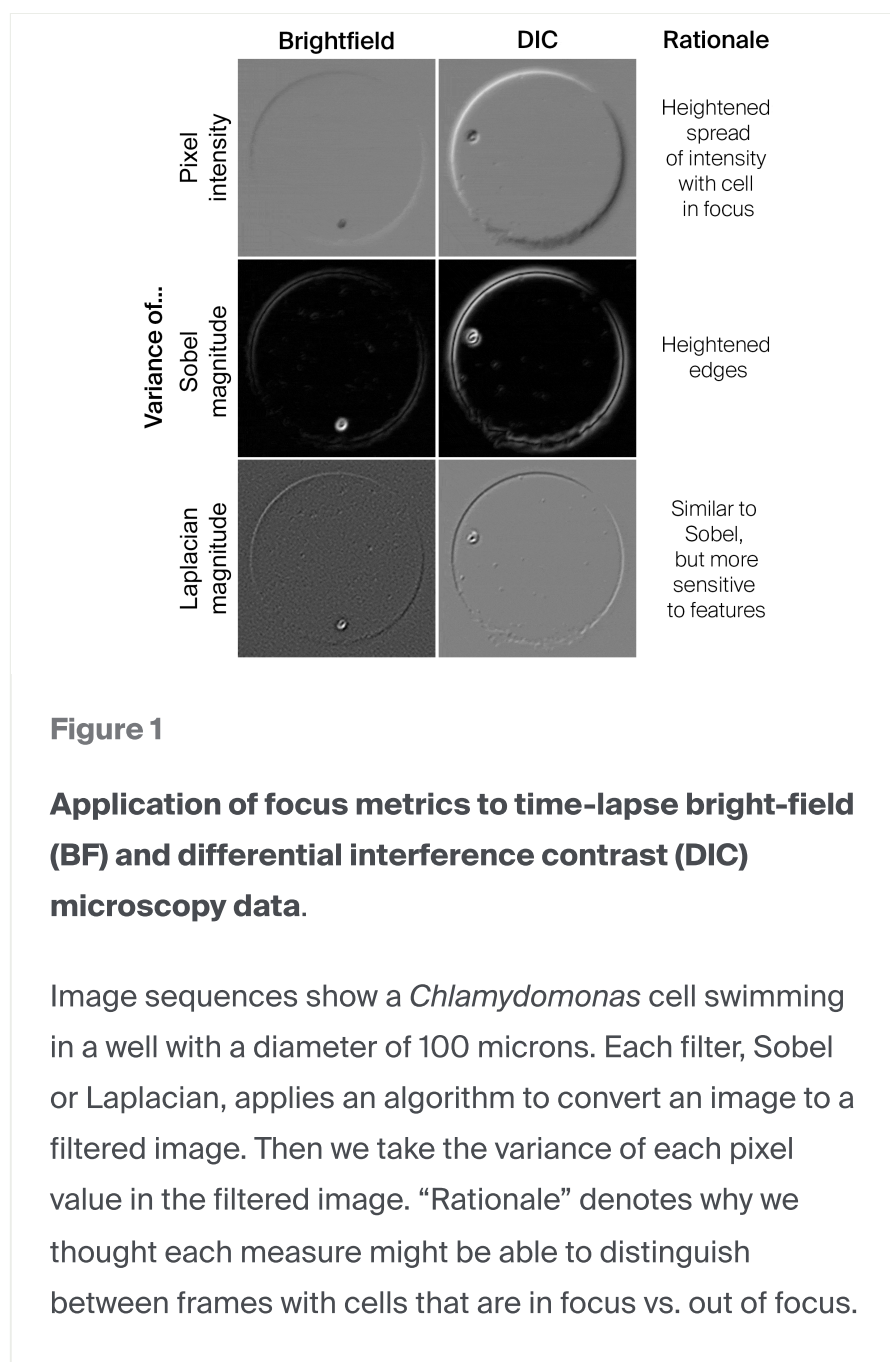 Brightfield
DIC
Rationale
Variance of...
Pixel
intensity
Heightened
spread
of intensity
with cell
in focus
Sobel
magnitude
Heightened
edges
Laplacian
magnitude
Similar to
Sobel,
but more
sensitive
to features
Figure 1
Application of focus metrics to time-lapse bright-field
(BF) and differential interference contrast (DIC)
microscopy data.
Image sequences show a Chlamydomonas cell swimming
in a well with a diameter of 100 microns. Each filter, Sobel
or Laplacian, applies an algorithm to convert an image to a
filtered image. Then we take the variance of each pixel
value in the filtered image. “Rationale” denotes why we
thought each measure might be able to distinguish
between frames with cells that are in focus vs. out of focus.